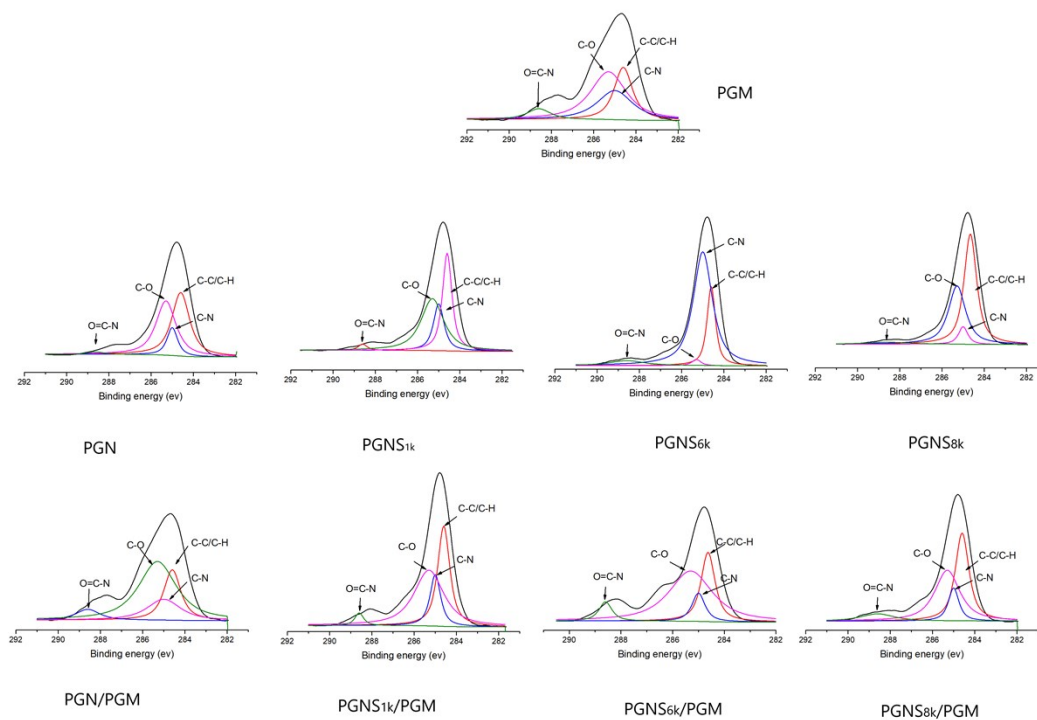 C-O
C-C/C-H
O=C-N
C-N
PGM
292 290 288 286 284 282
Binding energy (ev)
C-O
C-C/C-H
O=C-N
C-N
292 290 288 286 284 282
Binding energy (ev)
PGN
C-O
C-C/C-H
C-N
O=C-N
292 290 288 286 284 282
Binding energy (ev)
PGNS1k
C-N
C-C/C-H
O=C-N
C-O
292 290 288 286 284 282
Binding energy (ev)
PGNS6k
C-O
C-C/C-H
C-N
O=C-N
292 290 288 286 284 282
Binding energy (ev)
PGNS8k
C-O
C-C/C-H
O=C-N
C-N
292 290 288 286 284 282
Binding energy (ev)
PGN/PGM
C-C/C-H
C-O
C-N
O=C-N
292 290 288 286 284 282
Binding energy (ev)
PGNS1k/PGM
C-O
C-C/C-H
O=C-N
C-N
290 288 286 284 282
Binding energy (ev)
PGNS6k/PGM
C-O
C-C/C-H
C-N
O=C-N
292 290 288 286 284 282
Binding energy (ev)
PGNS8k/PGM